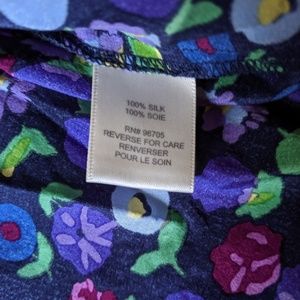 100% SILK
100% SOIE
RN# 96705
REVERSE FOR CARE
RENVERSER
POUR LE SOIN